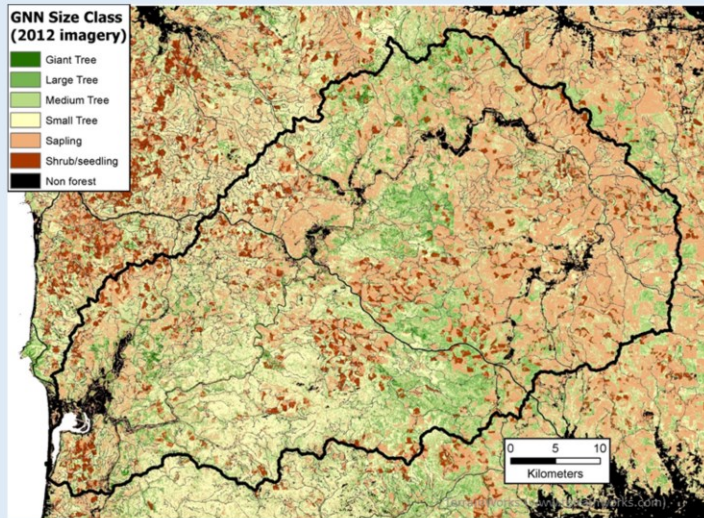 GNN Size Class
(2012 imagery)
Giant Tree
Large Tree
Medium Tree
Small Tree
Sapling
Shrub/seedling
Non forest
0 5 10
Kilometers